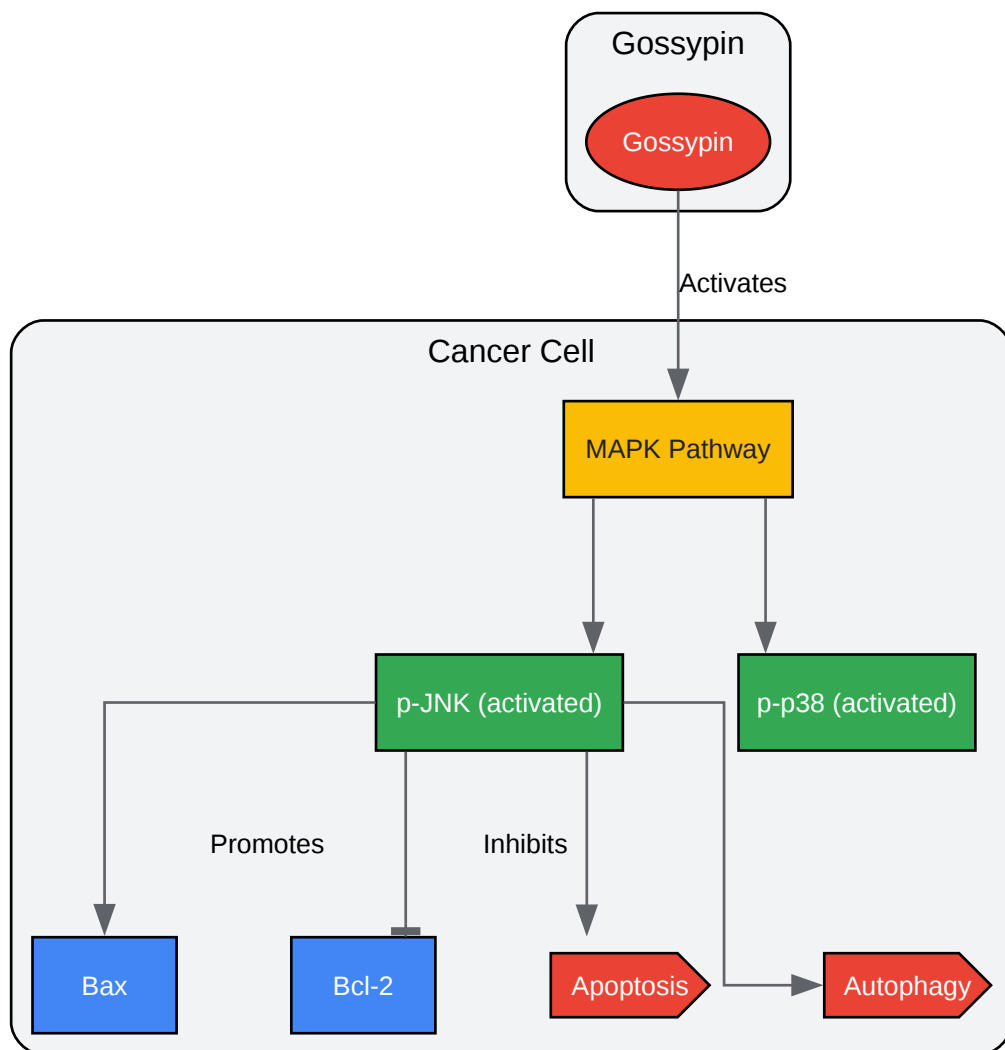 Gossypin
Gossypin
Activates
Cancer Cell
MAPK Pathway
p-JNK (activated)
p-p38 (activated)
Promotes
Inhibits
Bax
Bcl-2
Apoptosis
Autophagy